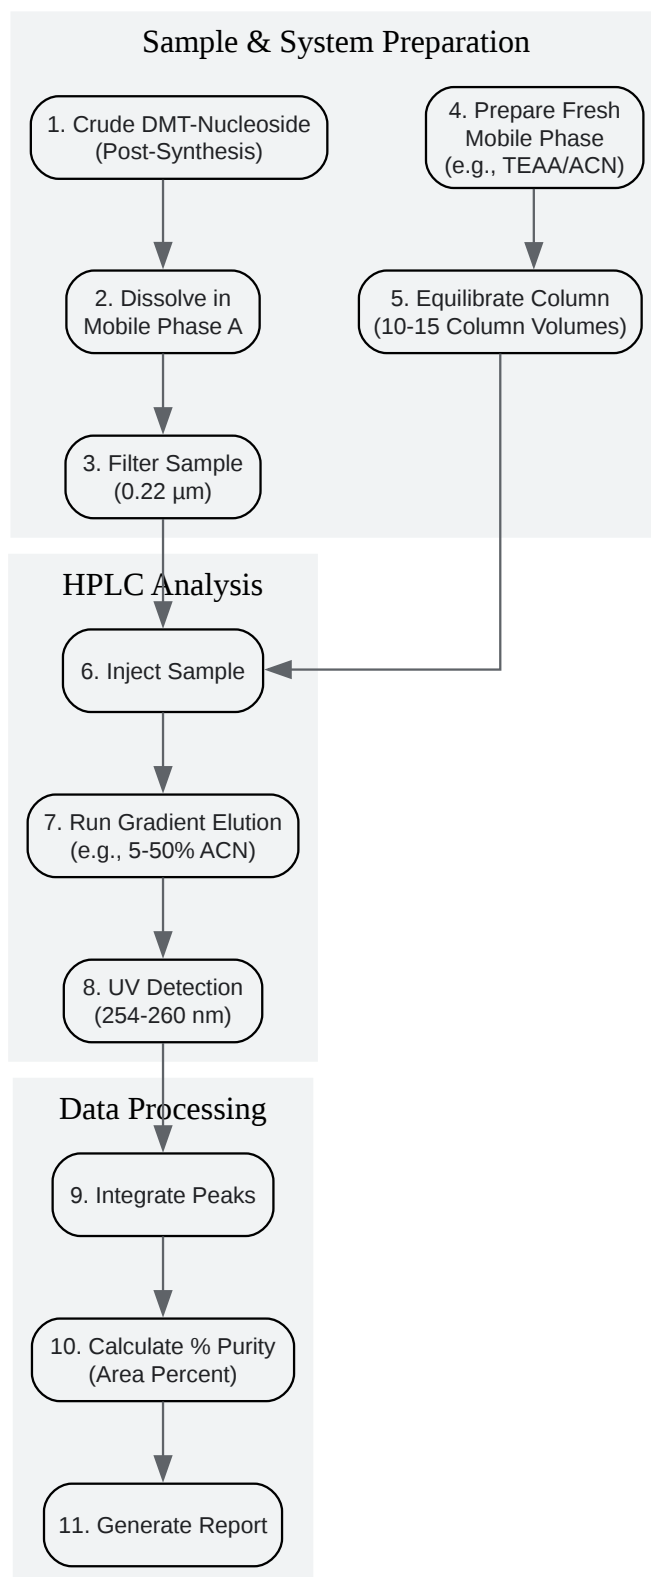 Sample & System Preparation
1. Crude DMT-Nucleoside
(Post-Synthesis)
2. Dissolve in
Mobile Phase A
3. Filter Sample
(0.22 µm)
4. Prepare Fresh
Mobile Phase
(e.g., TEAA/ACN)
5. Equilibrate Column
(10-15 Column Volumes)
HPLC Analysis
6. Inject Sample
7. Run Gradient Elution
(e.g., 5-50% ACN)
8. UV Detection
(254-260 nm)
Data Processing
9. Integrate Peaks
10. Calculate % Purity
(Area Percent)
11. Generate Report